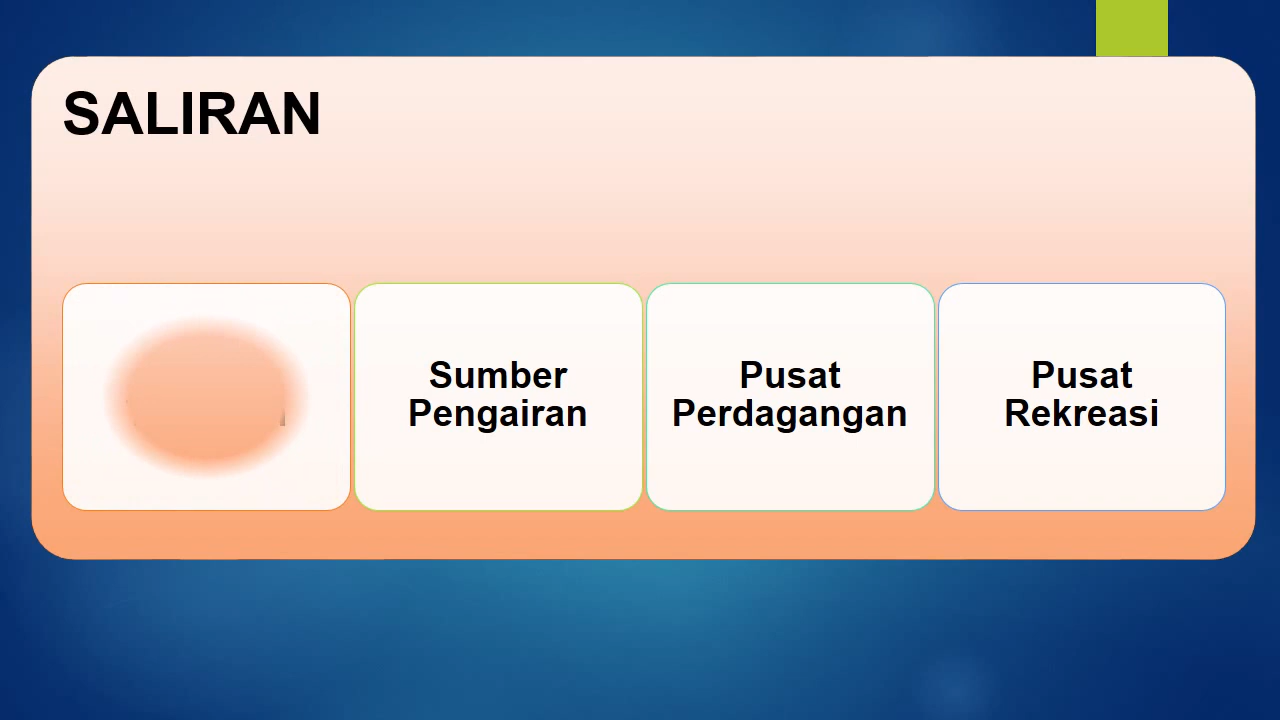 SALIRAN
Sumber
Pengairan
Pusat
Perdagangan
Pusat
Rekreasi